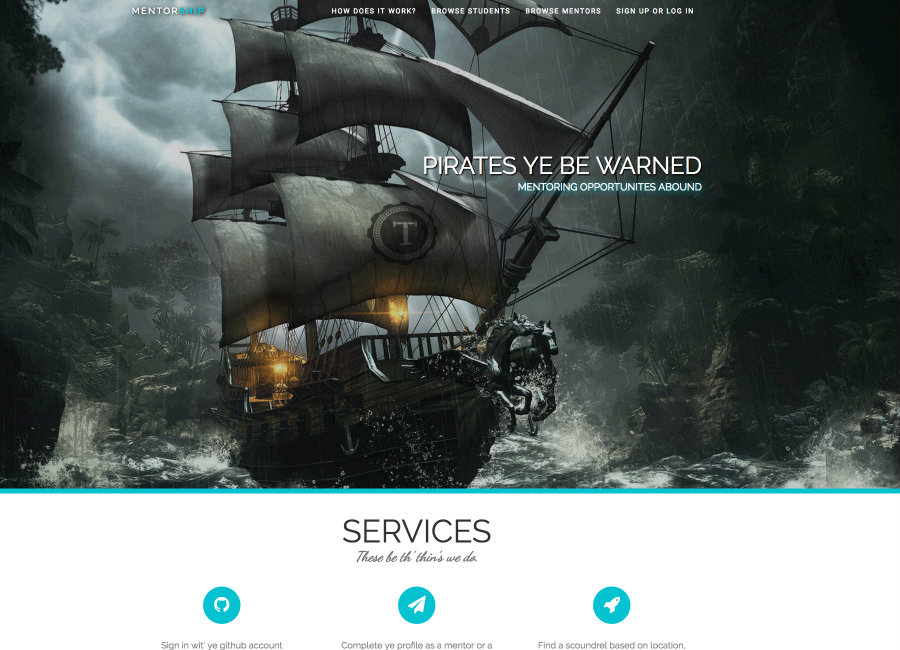 MENTORSHIP
HOW DOES IT WORK? BROWSE STUDENTS BROWSE MENTORS SIGN UP OR LOG IN
PIRATES YE BE WARNED
MENTORING OPPORTUNITES ABOUND
T
SERVICES
These be th' thin's we do.
Sign in wit' ye github account
Complete ye profile as a mentor or a
Find a scoundrel based on location,